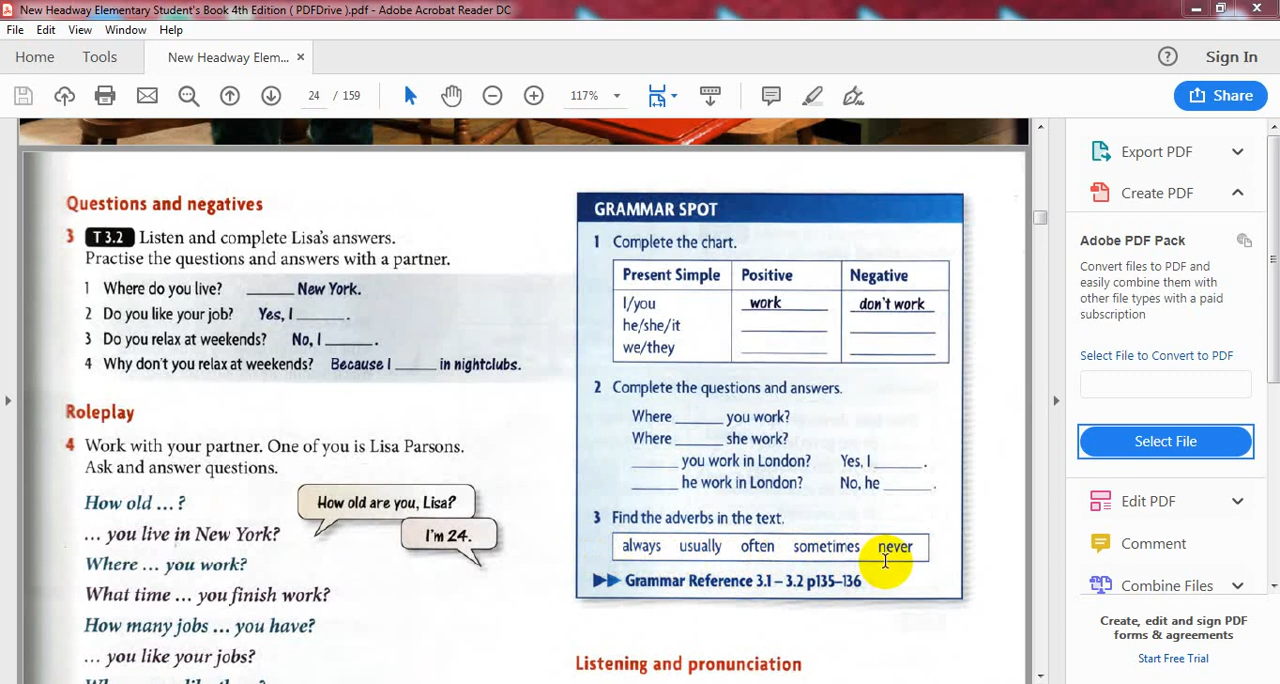 New Headway Elementary Student's Book 4th Edition ( PDFDrive ).pdf - Adobe Acrobat Reader DC
File Edit View Window Help
Home Tools New Headway Elem... × Sign In
24 / 159 117% Share
Questions and negatives
3 T 3.2 Listen and complete Lisa's answers.
Practise the questions and answers with a partner.
1 Where do you live? _____ New York.
2 Do you like your job? Yes, I _____ .
3 Do you relax at weekends? No, I _____ .
4 Why don't you relax at weekends? Because I _____ in nightclubs.
Roleplay
4 Work with your partner. One of you is Lisa Parsons.
Ask and answer questions.
How old … ?
… you live in New York?
Where … you work?
What time … you finish work?
How many jobs … you have?
… you like your jobs?
How old are you, Lisa?
I'm 24.
GRAMMAR SPOT
1 Complete the chart.
Present Simple Positive Negative
I/you work don't work
he/she/it
we/they
2 Complete the questions and answers.
Where _____ you work?
Where _____ she work?
_____ you work in London? Yes, I _____ .
_____ he work in London? No, he _____ .
3 Find the adverbs in the text.
always usually often sometimes never
Grammar Reference 3.1 – 3.2 p135–136
Listening and pronunciation
Export PDF
Create PDF
Adobe PDF Pack
Convert files to PDF and
easily combine them with
other file types with a paid
subscription
Select File to Convert to PDF
Select File
Edit PDF
Comment
Combine Files
Create, edit and sign PDF
forms & agreements
Start Free Trial